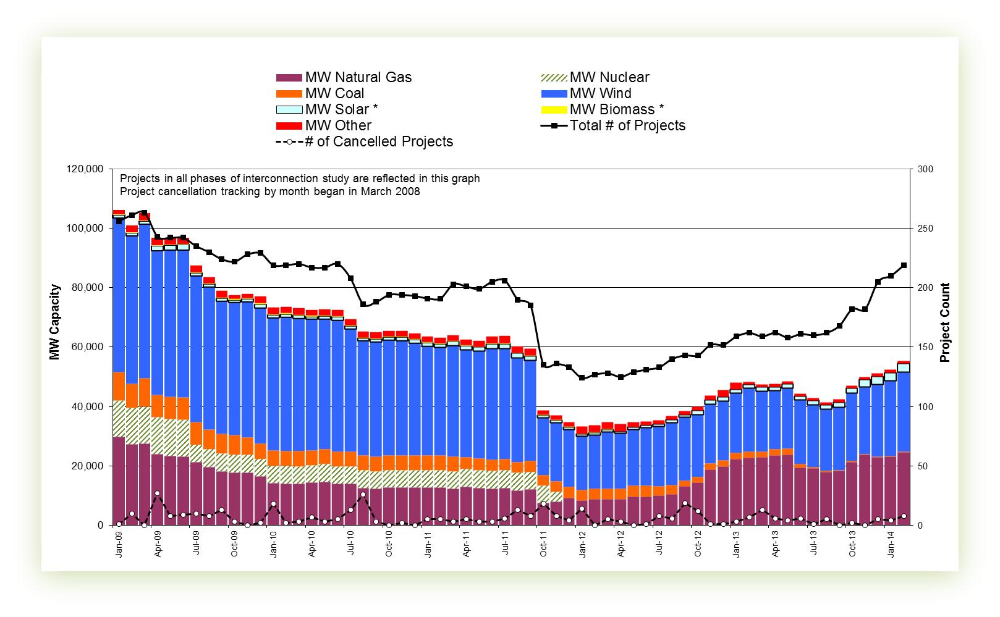 MW Natural Gas
MW Nuclear
MW Coal
MW Wind
MW Solar *
MW Biomass *
MW Other
Total # of Projects
# of Cancelled Projects
Projects in all phases of interconnection study are reflected in this graph
Project cancellation tracking by month began in March 2008
MW Capacity
120,000
100,000
80,000
60,000
40,000
20,000
0
300
250
200
150
100
50
0
Project Count
Jan-09
Apr-09
Jul-09
Oct-09
Jan-10
Apr-10
Jul-10
Oct-10
Jan-11
Apr-11
Jul-11
Oct-11
Jan-12
Apr-12
Jul-12
Oct-12
Jan-13
Apr-13
Jul-13
Oct-13
Jan-14